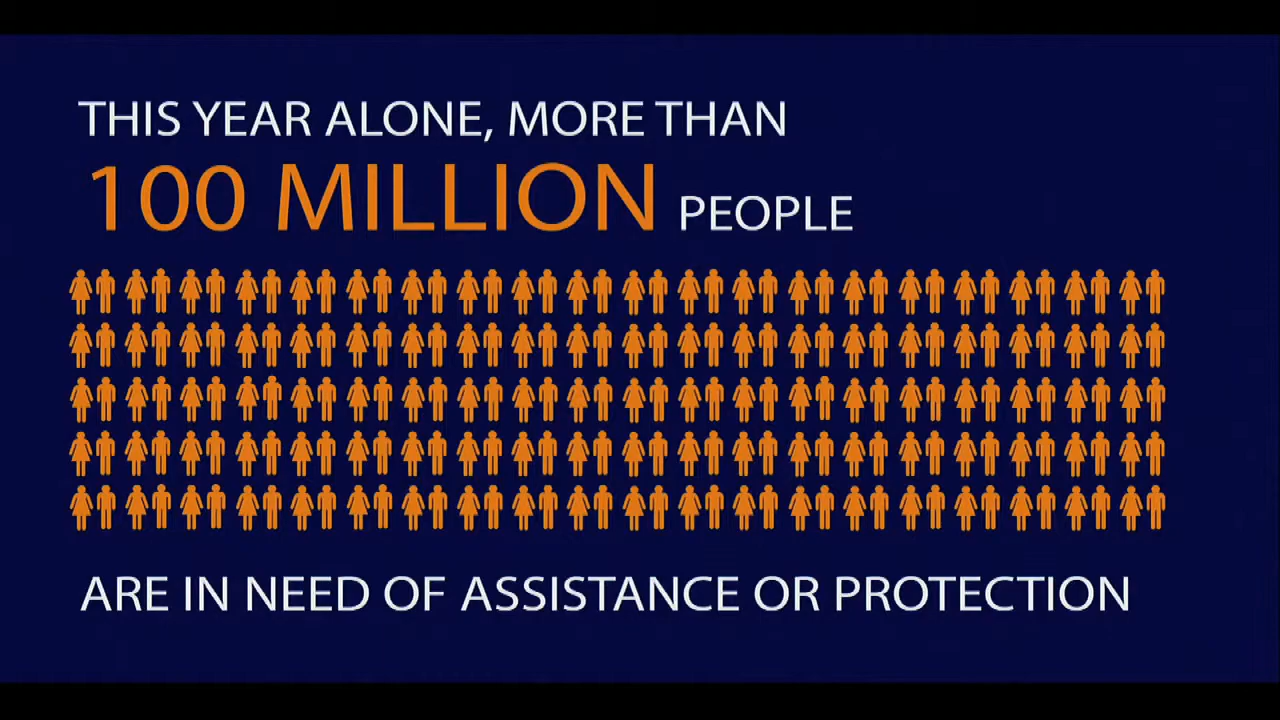 THIS YEAR ALONE, MORE THAN
100 MILLION PEOPLE
ARE IN NEED OF ASSISTANCE OR PROTECTION